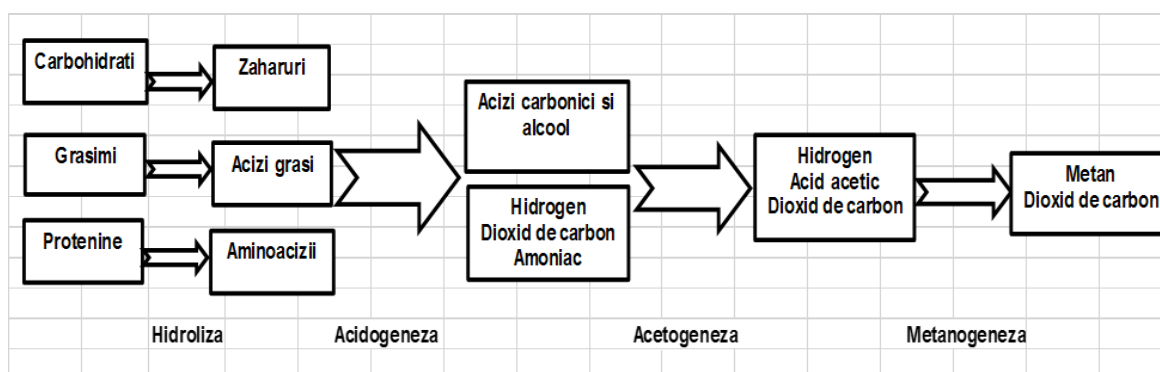 Carbohidrati
Zaharuri
Grasimi
Acizi grasi
Protenine
Aminoacizii
Acizi carbonici si
alcool
Hidrogen
Dioxid de carbon
Amoniac
Hidrogen
Acid acetic
Dioxid de carbon
Metan
Dioxid de carbon
Hidroliza
Acidogeneza
Acetogeneza
Metanogeneza